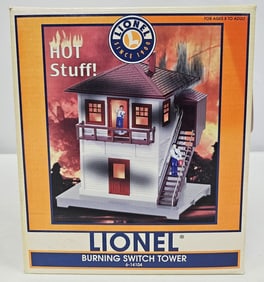 LIONEL
SINCE 1900
L
FOR AGES 8 TO ADULT
HOT
Stuff!
LIONEL®
BURNING SWITCH TOWER
6-14104